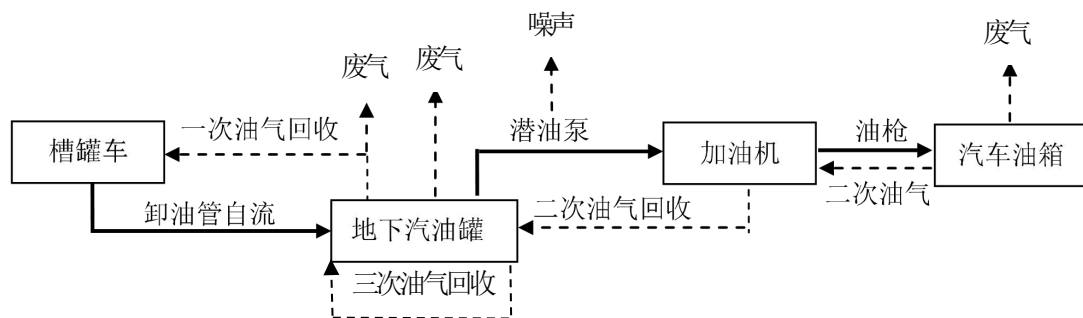 噪声
废气
废气
废气
一次油气回收
潜油泵
油枪
槽罐车
加油机
汽车油箱
二次油气
卸油管自流
地下汽油罐
二次油气回收
三次油气回收